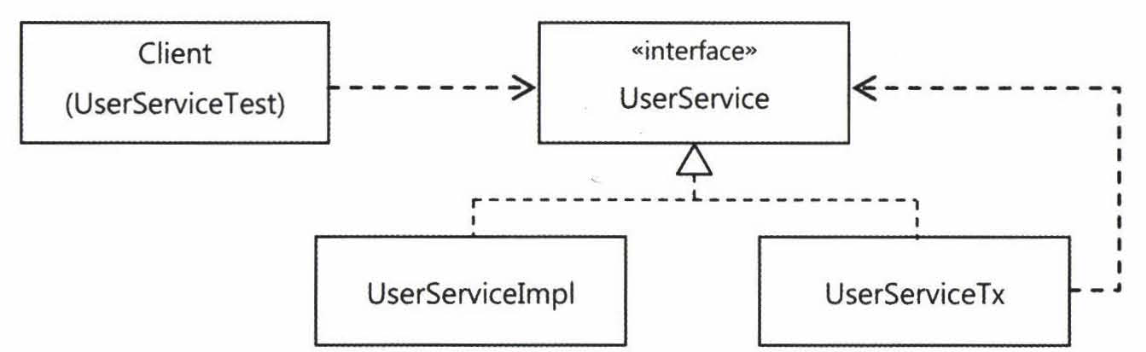 Client
(UserServiceTest)
«interface»
UserService
UserServiceImpl
UserServiceTx